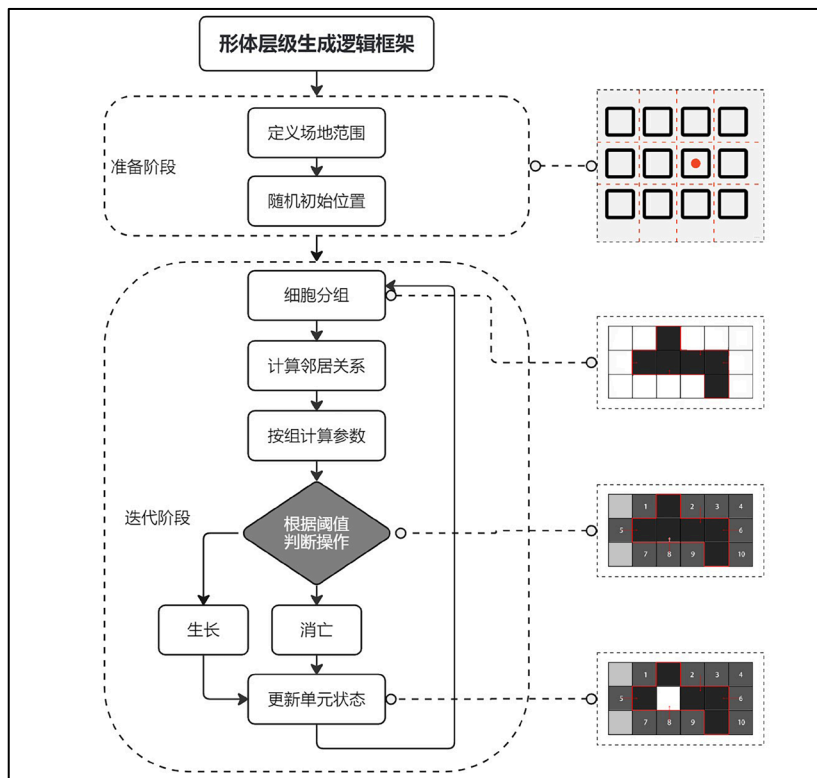 形体层级生成逻辑框架
准备阶段
定义场地范围
随机初始位置
迭代阶段
细胞分组
计算邻居关系
按组计算参数
根据阈值
判断操作
生长
消亡
更新单元状态
1 2 3 4
5 6
7 8 9 10
1 2 3 4
5 6
7 8 9 10